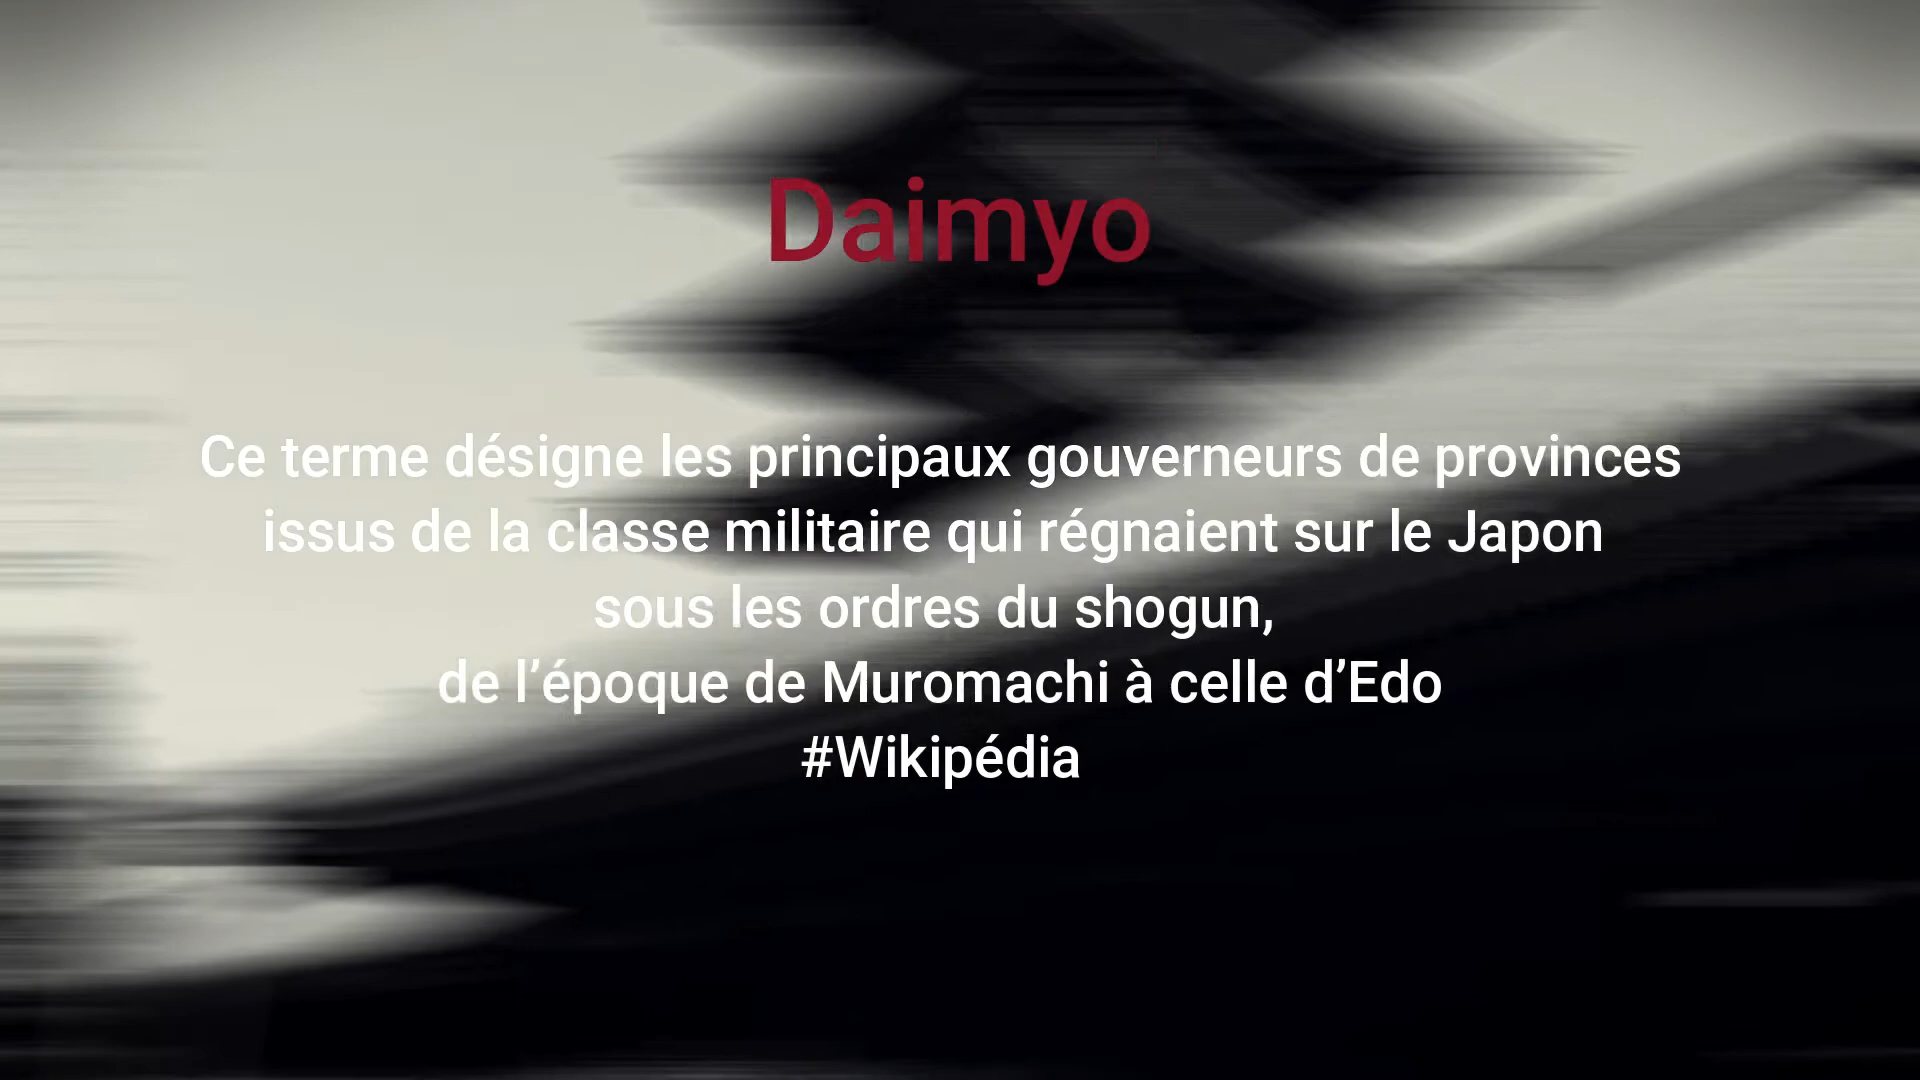 Daimyo
Ce terme désigne les principaux gouverneurs de provinces
issus de la classe militaire qui régnaient sur le Japon
sous les ordres du shogun,
de l’époque de Muromachi à celle d’Edo
#Wikipédia